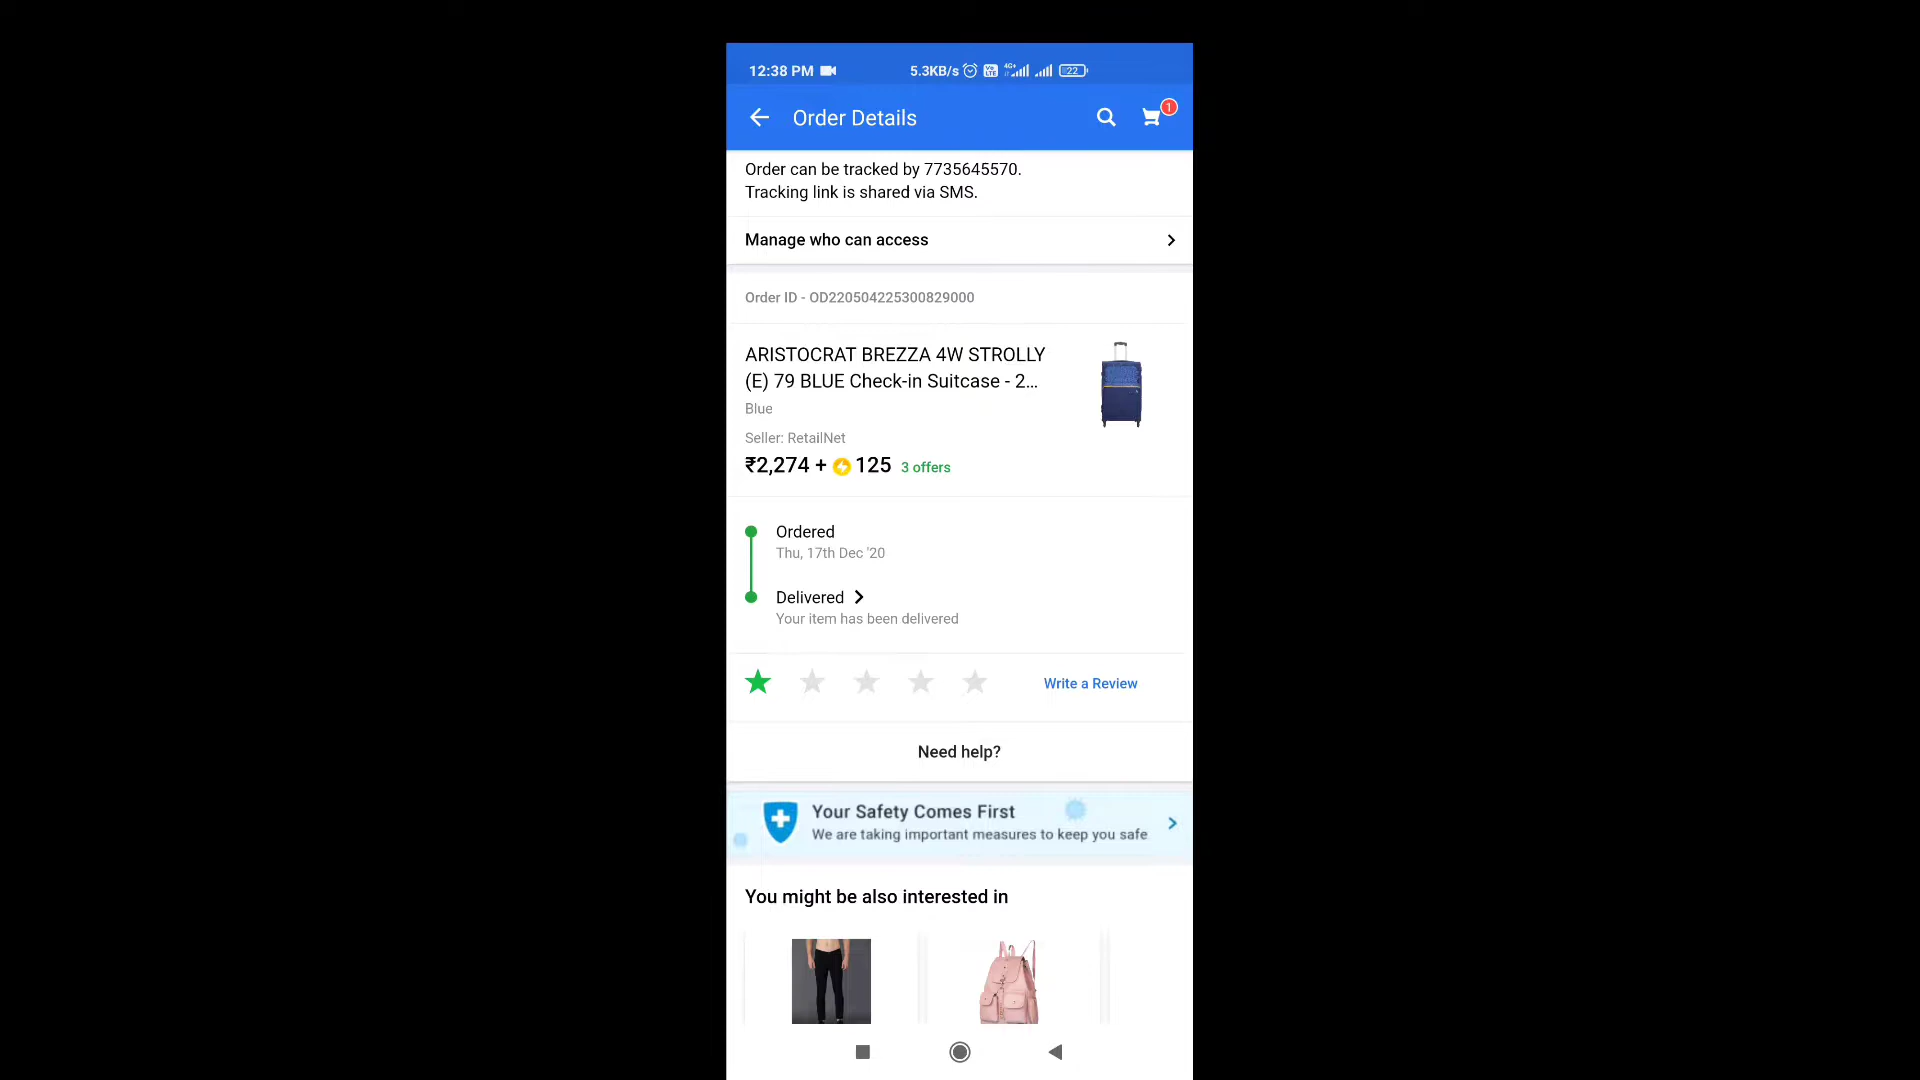 12:38 PM 5.3KB/s 4G+ 22
Order Details 1
Order can be tracked by 7735645570.
Tracking link is shared via SMS.
Manage who can access
Order ID - OD220504225300829000
ARISTOCRAT BREZZA 4W STROLLY
(E) 79 BLUE Check-in Suitcase - 2...
Blue
Seller: RetailNet
₹2,274 + 125 3 offers
Ordered
Thu, 17th Dec '20
Delivered
Your item has been delivered
Write a Review
Need help?
Your Safety Comes First
We are taking important measures to keep you safe
You might be also interested in